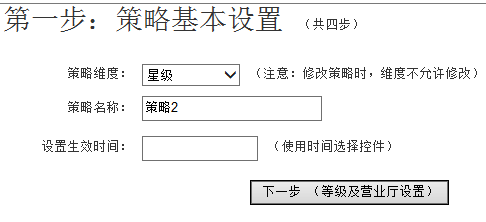 第一步：策略基本设置 （共四步）
策略维度： 星级 （注意：修改策略时，维度不允许修改）
策略名称： 策略2
设置生效时间： （使用时间选择控件）
下一步 （等级及营业厅设置）